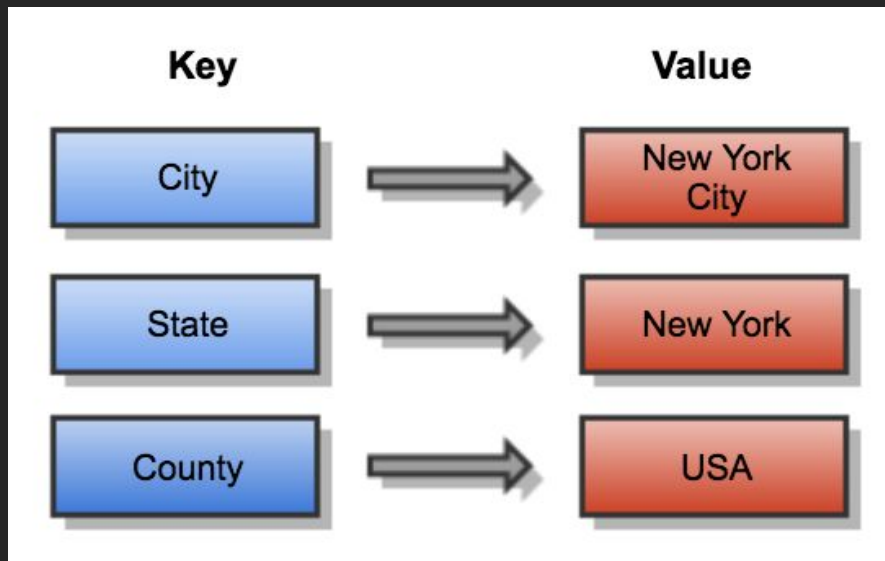 Key
Value
City
New York
City
State
New York
County
USA